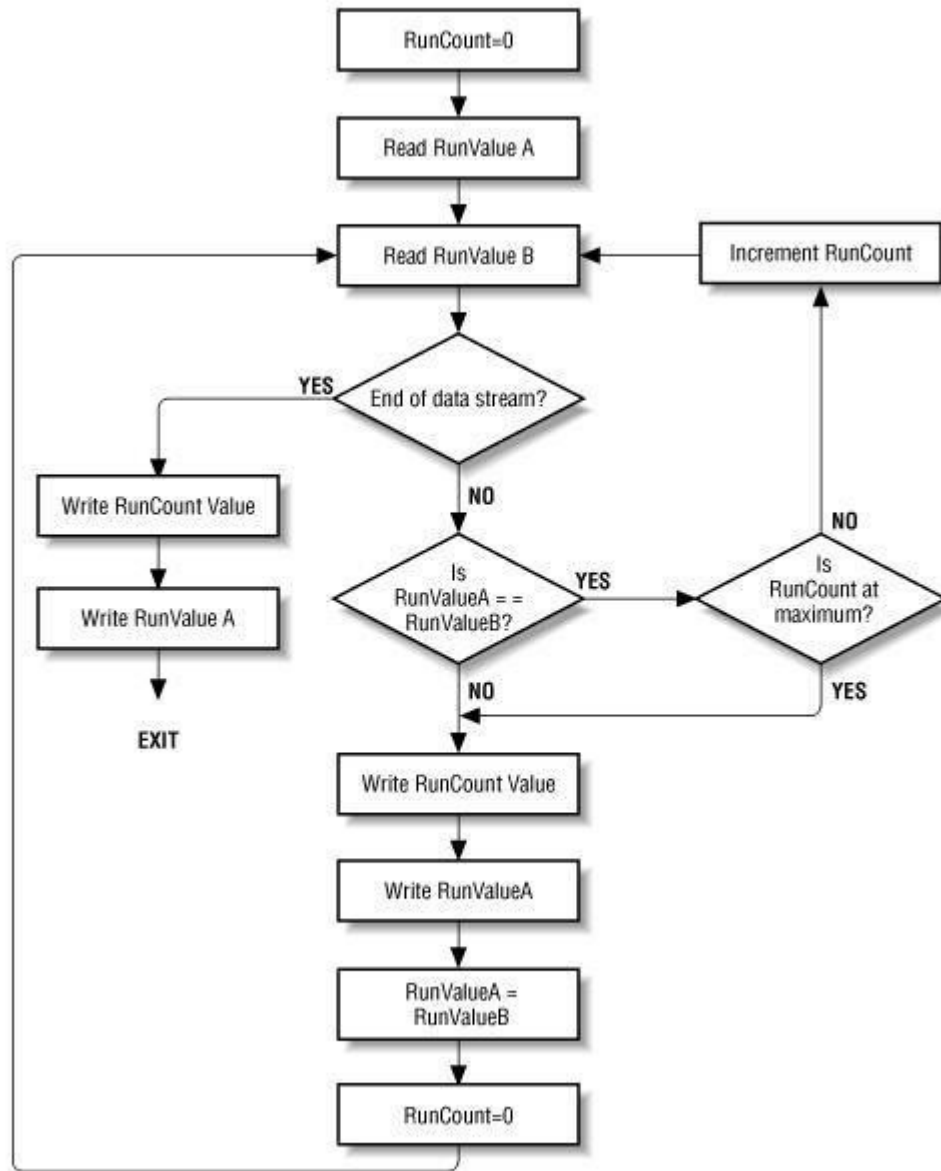 RunCount=0
Read RunValue A
Read RunValue B
Increment RunCount
YES
End of data stream?
Write RunCount Value
NO
NO
Is
RunValueA = =
RunValueB?
YES
Is
RunCount at
maximum?
Write RunValue A
NO
YES
EXIT
Write RunCount Value
Write RunValueA
RunValueA =
RunValueB
RunCount=0